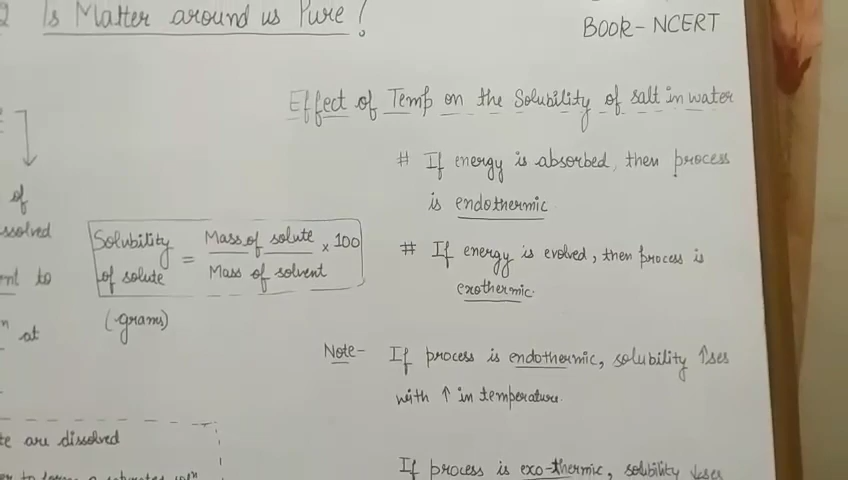 2 Is Matter around us Pure!
BOOK-NCERT
Effect of Temp on the Solubility of salt in water
# If energy is absorbed, then process
is endothermic
# If energy is evolved, then process is
exothermic.
Note- If process is endothermic, solubility ↑ses
with ↑ in temperature.
If process is exo-thermic, solubility ↓ses
of
ssolved
nt to
n at
Solubility of solute = Mass of solute / Mass of solvent × 100
(grams)
te are dissolved